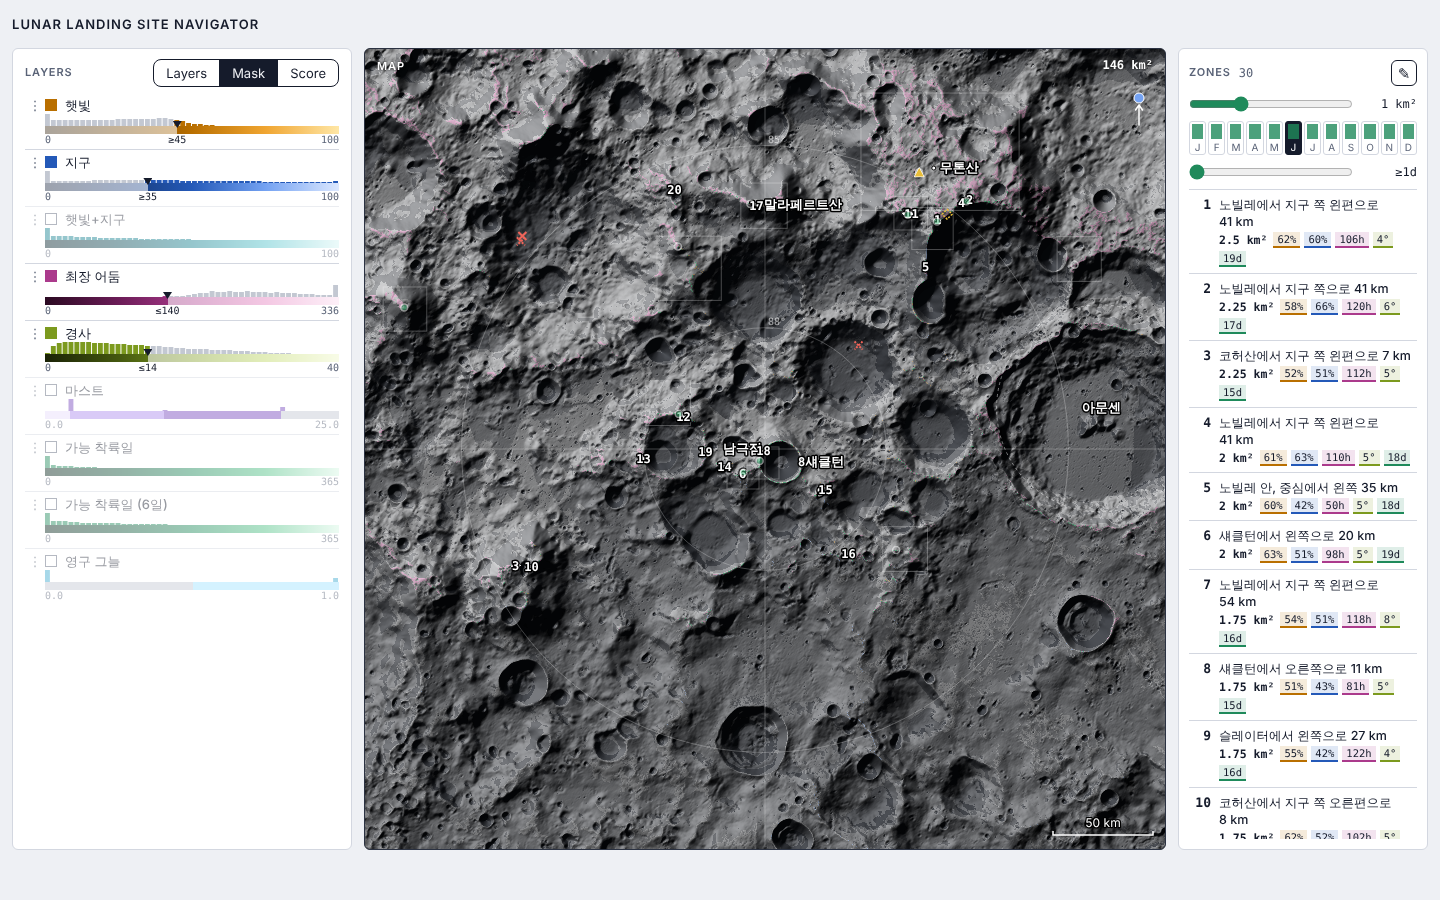 LUNAR LANDING SITE NAVIGATOR
LAYERS
Layers
Mask
Score
햇빛
0
≥45
100
지구
0
≥35
100
햇빛+지구
0
100
최장 어둠
0
≤140
336
경사
0
≤14
40
마스트
0.0
25.0
가능 착륙일
0
365
가능 착륙일 (6일)
0
365
영구 그늘
0.0
1.0
MAP
146 km²
85°
무톤산
20
17 말라페르트산
11
1
4
2
5
88°
아문센
12
13
19
남극점
18
14
6
8 섀클턴
15
16
3
10
50 km
ZONES 30
✎
1 km²
J F M A M J J A S O N D
≥1d
1 노빌레에서 지구 쪽 왼편으로
41 km
2.5 km² 62% 60% 106h 4°
19d
2 노빌레에서 지구 쪽으로 41 km
2.25 km² 58% 66% 120h 6°
17d
3 코허산에서 지구 쪽 왼편으로 7 km
2.25 km² 52% 51% 112h 5°
15d
4 노빌레에서 지구 쪽 왼편으로
41 km
2 km² 61% 63% 110h 5° 18d
5 노빌레 안, 중심에서 왼쪽 35 km
2 km² 60% 42% 50h 5° 18d
6 섀클턴에서 왼쪽으로 20 km
2 km² 63% 51% 98h 5° 19d
7 노빌레에서 지구 쪽 왼편으로
54 km
1.75 km² 54% 51% 118h 8°
16d
8 섀클턴에서 오른쪽으로 11 km
1.75 km² 51% 43% 81h 5°
15d
9 슬레이터에서 왼쪽으로 27 km
1.75 km² 55% 42% 122h 4°
16d
10 코허산에서 지구 쪽 오른편으로
8 km
1.75 km² 62% 52% 102h 5°